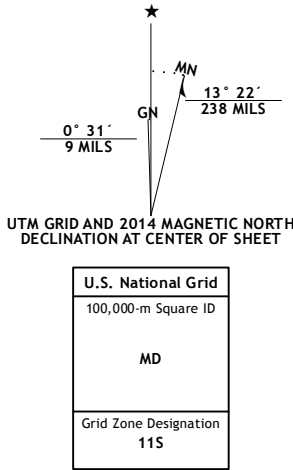 MN
GN
13° 22´
238 MILS
0° 31´
9 MILS
UTM GRID AND 2014 MAGNETIC NORTH
DECLINATION AT CENTER OF SHEET
U.S. National Grid
100,000-m Square ID
MD
Grid Zone Designation
11S